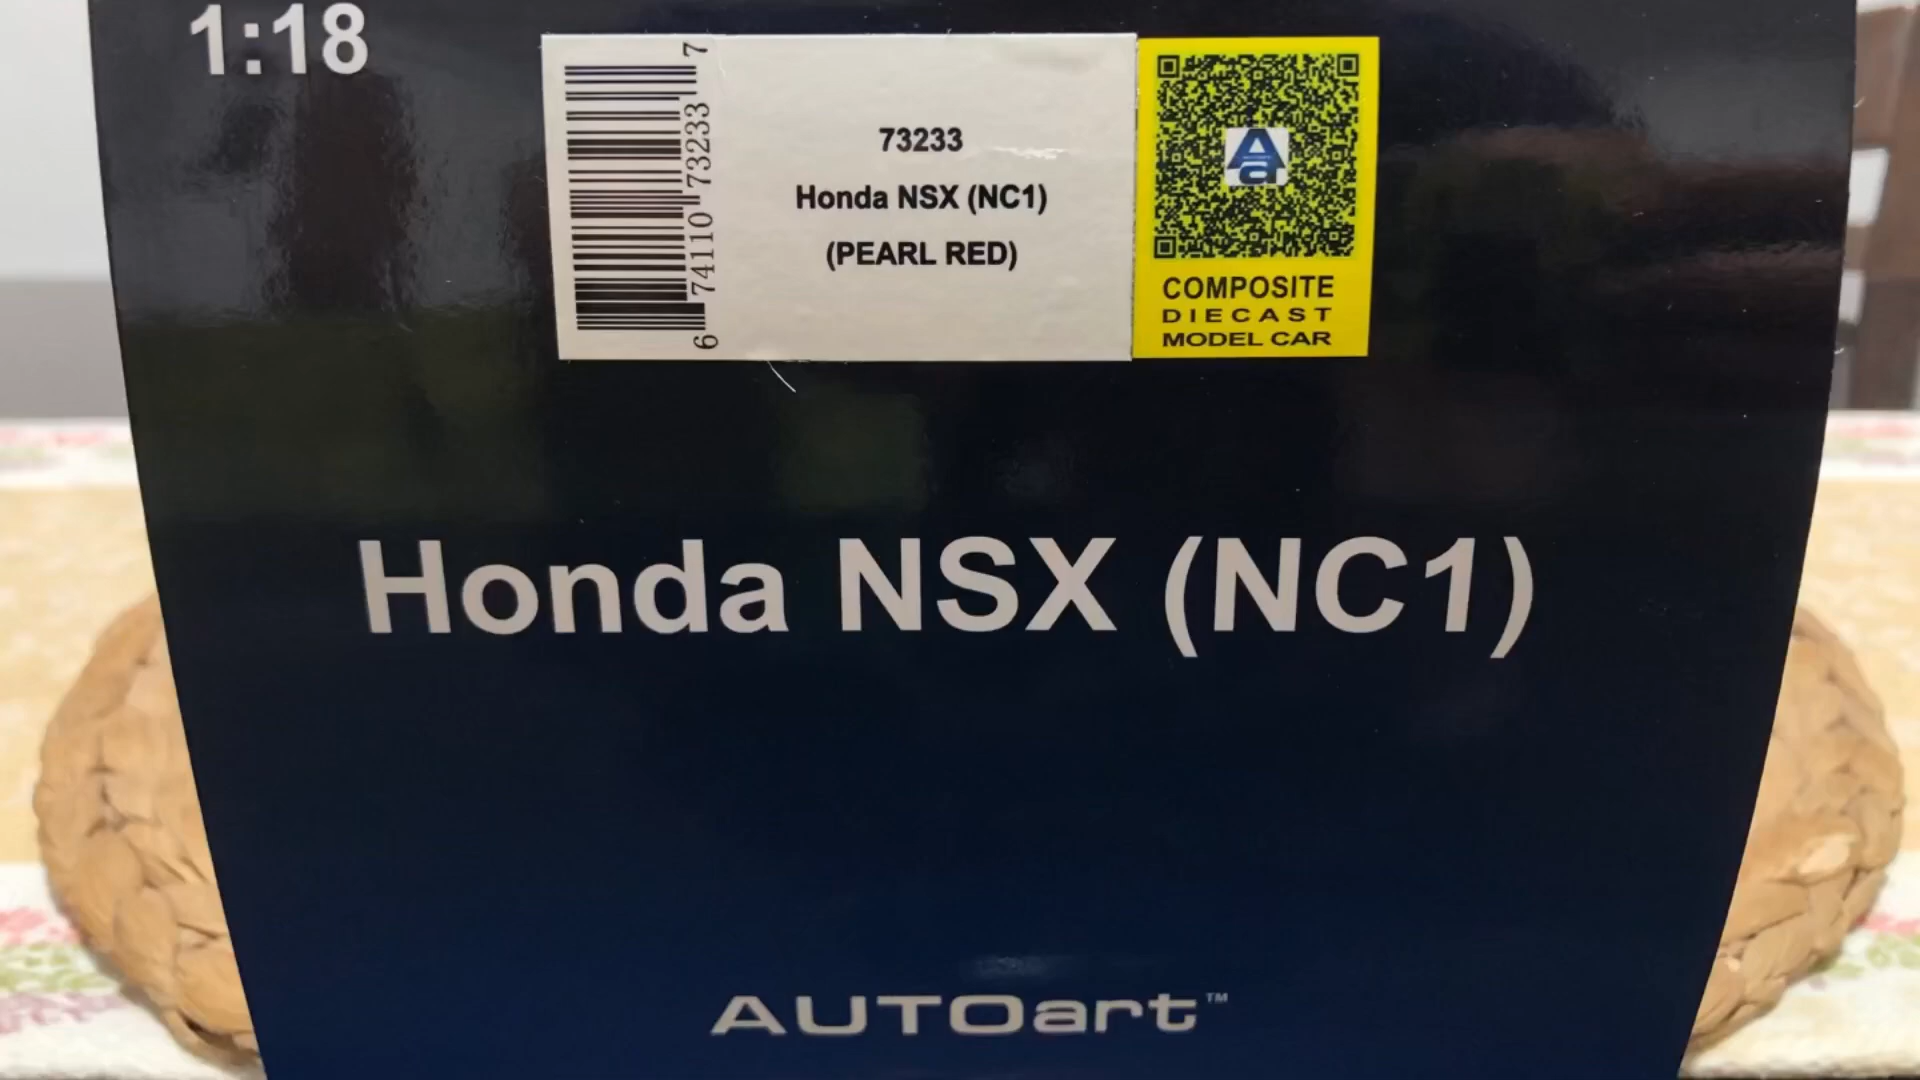 1:18
6 74110 73233 7
73233
Honda NSX (NC1)
(PEARL RED)
Aa
COMPOSITE
DIECAST
MODEL CAR
Honda NSX (NC1)
AUTOart™